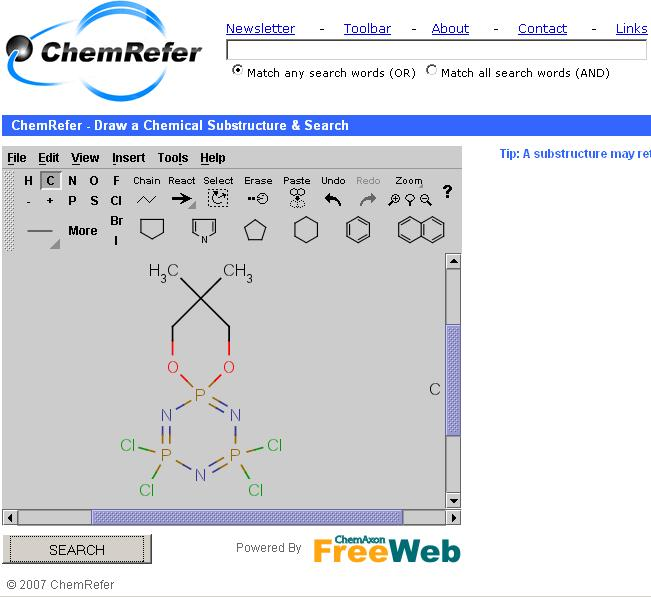 ChemRefer
Newsletter - Toolbar - About - Contact - Links
Match any search words (OR) Match all search words (AND)
ChemRefer - Draw a Chemical Substructure & Search
Tip: A substructure may ret
File Edit View Insert Tools Help
H C N O F Chain React Select Erase Paste Undo Redo Zoom ?
- + P S Cl
More Br
I N
H3C CH3
O O
P
C
N N
Cl P P Cl
N
Cl Cl
SEARCH
Powered By ChemAxon
FreeWeb
© 2007 ChemRefer